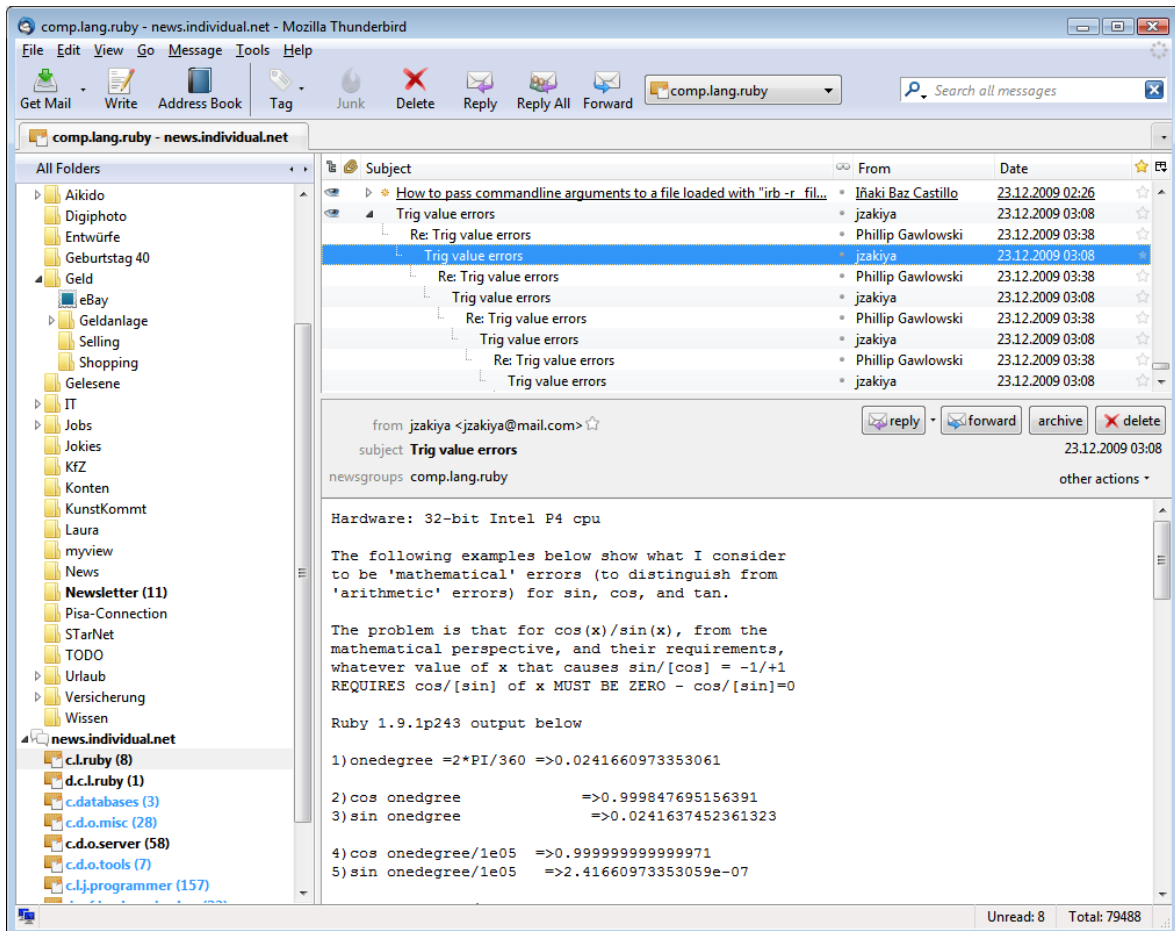 comp.lang.ruby - news.individual.net - Mozilla Thunderbird
File Edit View Go Message Tools Help
Get Mail Write Address Book Tag Junk Delete Reply Reply All Forward comp.lang.ruby Search all messages
comp.lang.ruby - news.individual.net
All Folders
Aikido
Digiphoto
Entwürfe
Geburtstag 40
Geld
eBay
Geldanlage
Selling
Shopping
Gelesene
IT
Jobs
Jokies
KfZ
Konten
KunstKommt
Laura
myview
News
Newsletter (11)
Pisa-Connection
STarNet
TODO
Urlaub
Versicherung
Wissen
news.individual.net
c.l.ruby (8)
d.c.l.ruby (1)
c.databases (3)
c.d.o.misc (28)
c.d.o.server (58)
c.d.o.tools (7)
c.l.j.programmer (157)
Subject From Date
How to pass commandline arguments to a file loaded with "irb -r _fil... Iñaki Baz Castillo 23.12.2009 02:26
Trig value errors jzakiya 23.12.2009 03:08
Re: Trig value errors Phillip Gawlowski 23.12.2009 03:38
Trig value errors jzakiya 23.12.2009 03:08
Re: Trig value errors Phillip Gawlowski 23.12.2009 03:38
Trig value errors jzakiya 23.12.2009 03:08
Re: Trig value errors Phillip Gawlowski 23.12.2009 03:38
Trig value errors jzakiya 23.12.2009 03:08
Re: Trig value errors Phillip Gawlowski 23.12.2009 03:38
Trig value errors jzakiya 23.12.2009 03:08
from jzakiya <jzakiya@mail.com> reply forward archive delete
subject Trig value errors 23.12.2009 03:08
newsgroups comp.lang.ruby other actions
Hardware: 32-bit Intel P4 cpu
The following examples below show what I consider
to be 'mathematical' errors (to distinguish from
'arithmetic' errors) for sin, cos, and tan.
The problem is that for cos(x)/sin(x), from the
mathematical perspective, and their requirements,
whatever value of x that causes sin/[cos] = -1/+1
REQUIRES cos/[sin] of x MUST BE ZERO - cos/[sin]=0
Ruby 1.9.1p243 output below
1)onedegree =2*PI/360 =>0.0241660973353061
2)cos onedgree =>0.999847695156391
3)sin onedgree =>0.0241637452361323
4)cos onedegree/1e05 =>0.999999999999971
5)sin onedegree/1e05 =>2.41660973353059e-07
Unread: 8 Total: 79488